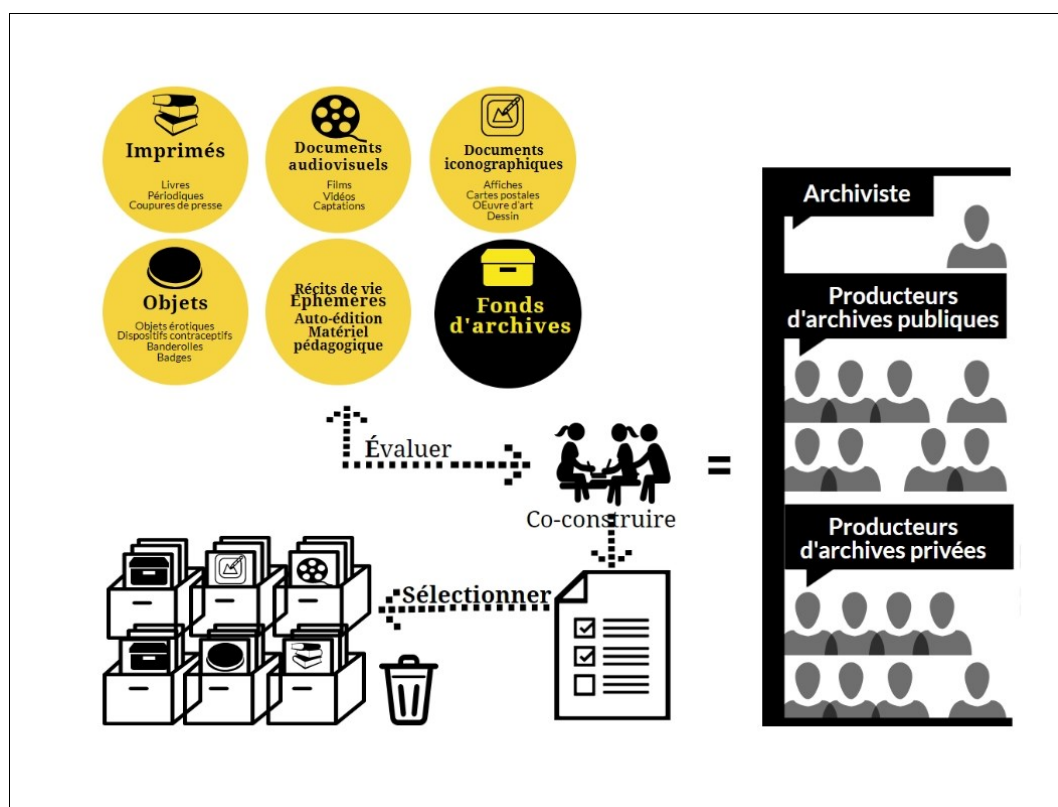 Imprimés
Livres
Périodiques
Coupures de presse
Documents
audiovisuels
Films
Vidéos
Captations
Documents
iconographiques
Affiches
Cartes postales
OEuvre d'art
Dessin
Objets
Objets érotiques
Dispositifs contraceptifs
Banderolles
Badges
Récits de vie
Éphémères
Auto-édition
Matériel
pédagogique
Fonds
d'archives
Évaluer
Co-construire
=
Sélectionner
Archiviste
Producteurs
d'archives publiques
Producteurs
d'archives privées